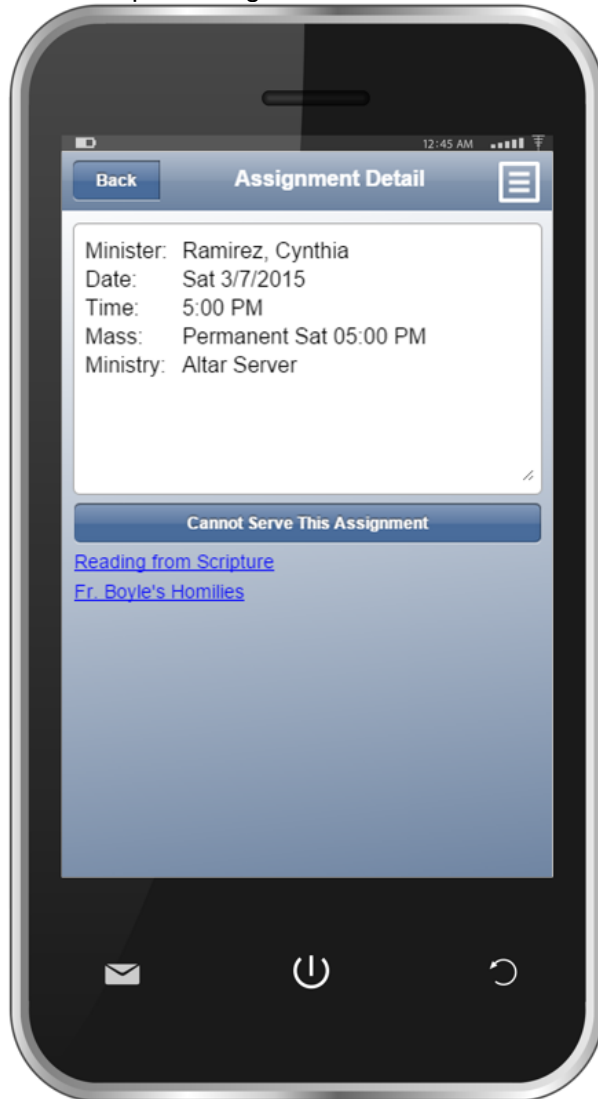 12:45 AM
Back
Assignment Detail
Minister: Ramirez, Cynthia
Date: Sat 3/7/2015
Time: 5:00 PM
Mass: Permanent Sat 05:00 PM
Ministry: Altar Server
Cannot Serve This Assignment
Reading from Scripture
Fr. Boyle's Homilies